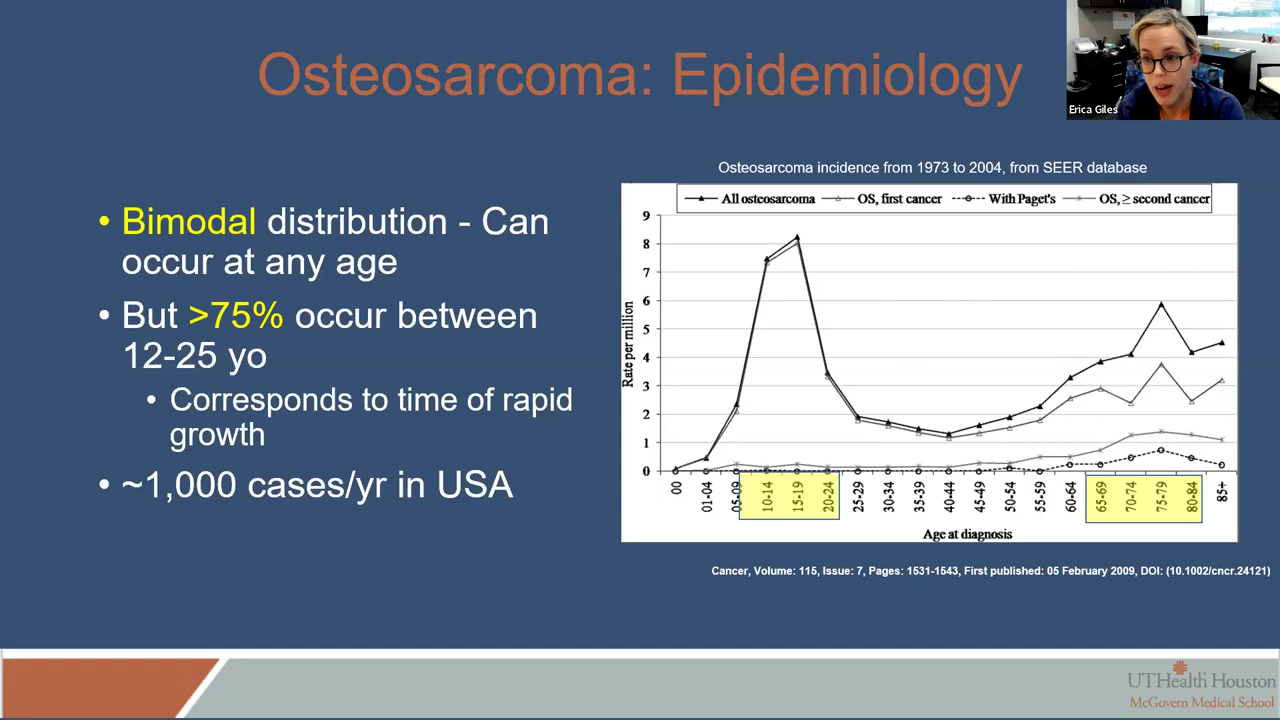 Osteosarcoma: Epidemiology
Erica Giles
• Bimodal distribution - Can
occur at any age
• But >75% occur between
12-25 yo
• Corresponds to time of rapid
growth
• ~1,000 cases/yr in USA
Osteosarcoma incidence from 1973 to 2004, from SEER database
All osteosarcoma OS, first cancer With Paget's OS, ≥ second cancer
9
8
7
6
5
4
3
2
1
0
Rate per million
00 01-04 05-09 10-14 15-19 20-24 25-29 30-34 35-39 40-44 45-49 50-54 55-59 60-64 65-69 70-74 75-79 80-84 85+
Age at diagnosis
Cancer, Volume: 115, Issue: 7, Pages: 1531-1543, First published: 05 February 2009, DOI: (10.1002/cncr.24121)
UTHealth Houston
McGovern Medical School